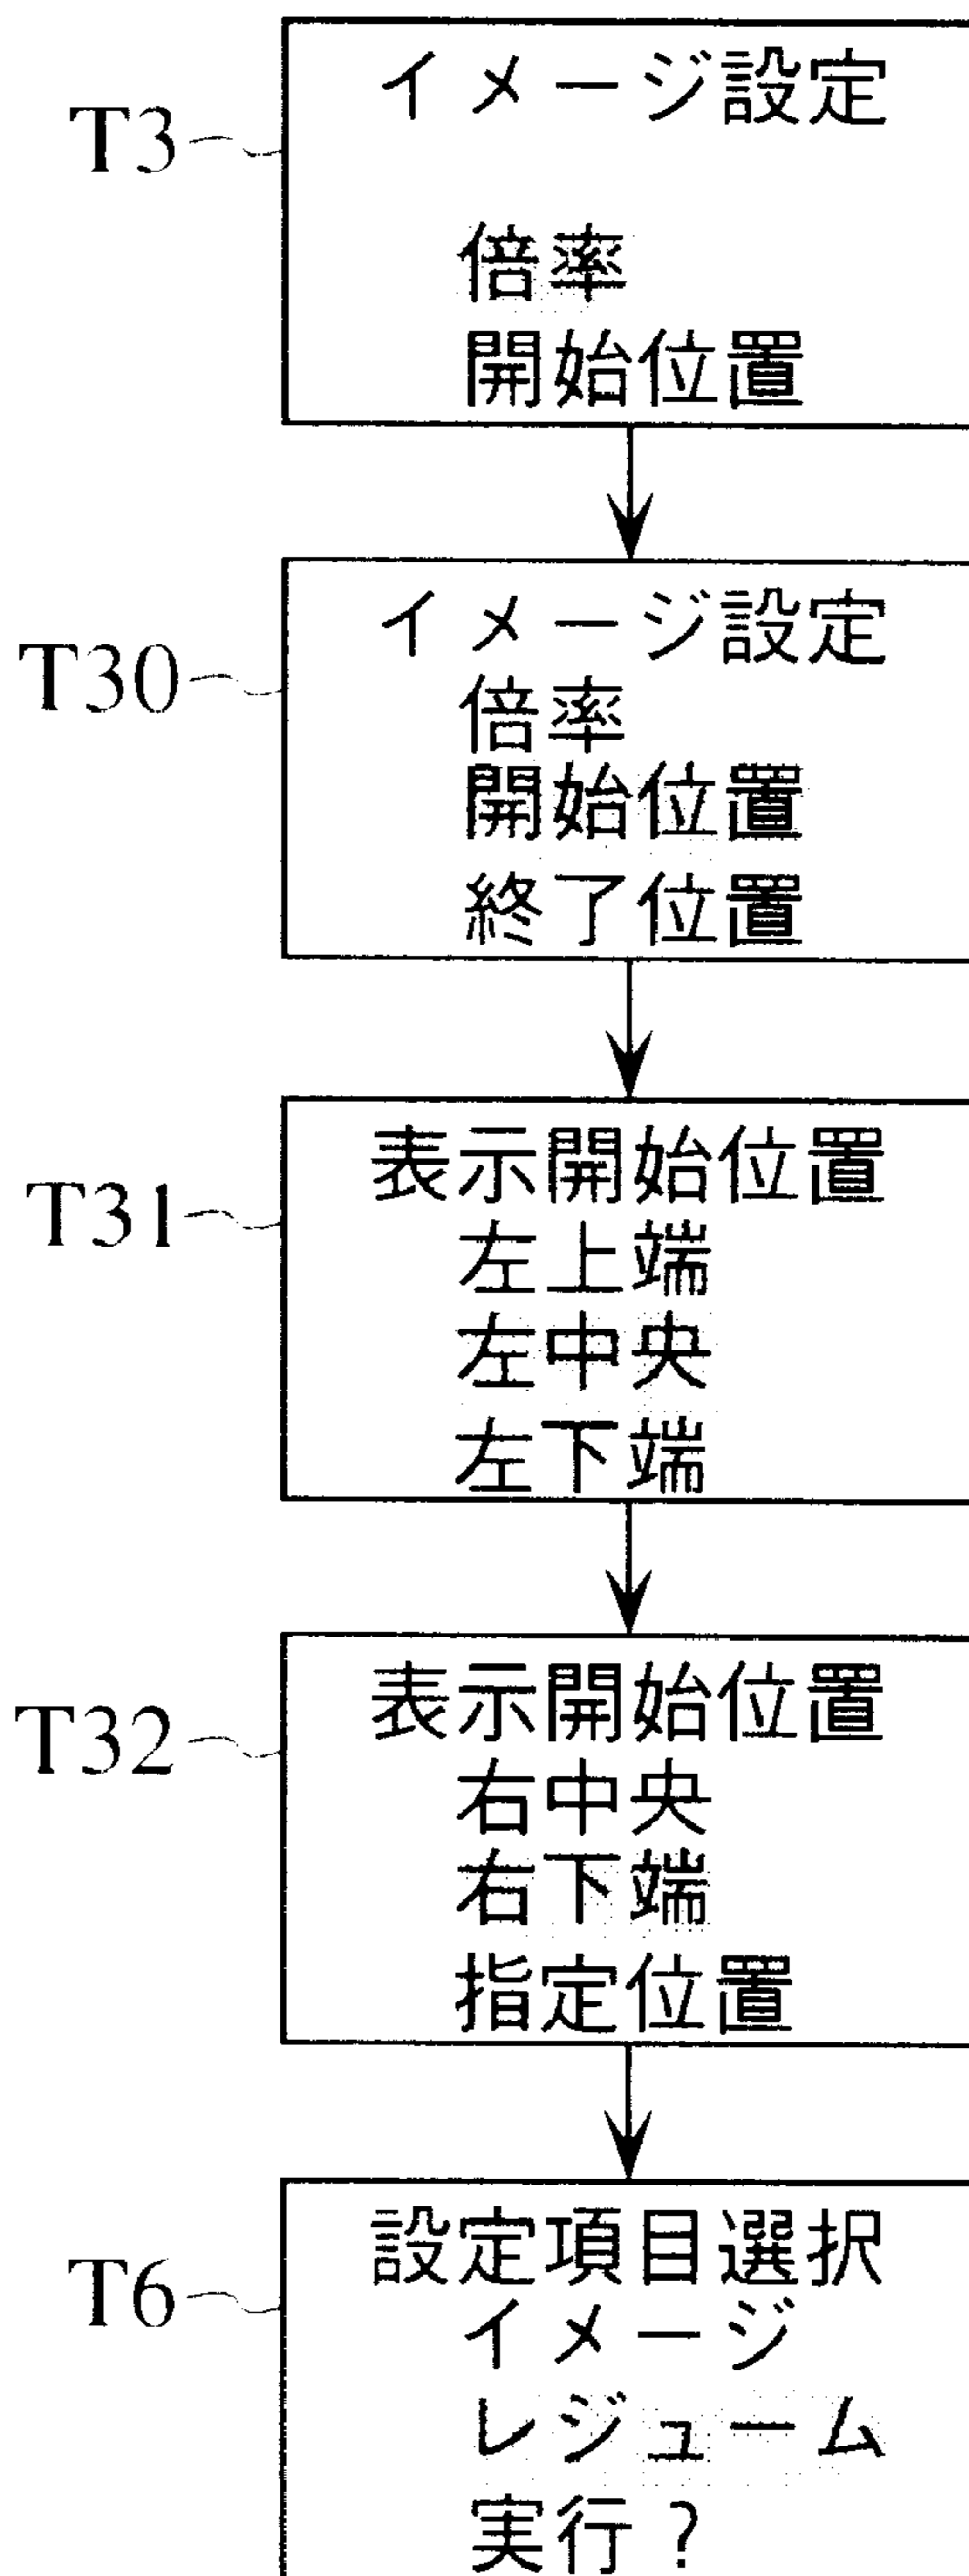 T3
イメージ設定
倍率
開始位置
T30
イメージ設定
倍率
開始位置
終了位置
T31
表示開始位置
左上端
左中央
左下端
T32
表示開始位置
右中央
右下端
指定位置
T6
設定項目選択
イメージ
レジューム
実行?